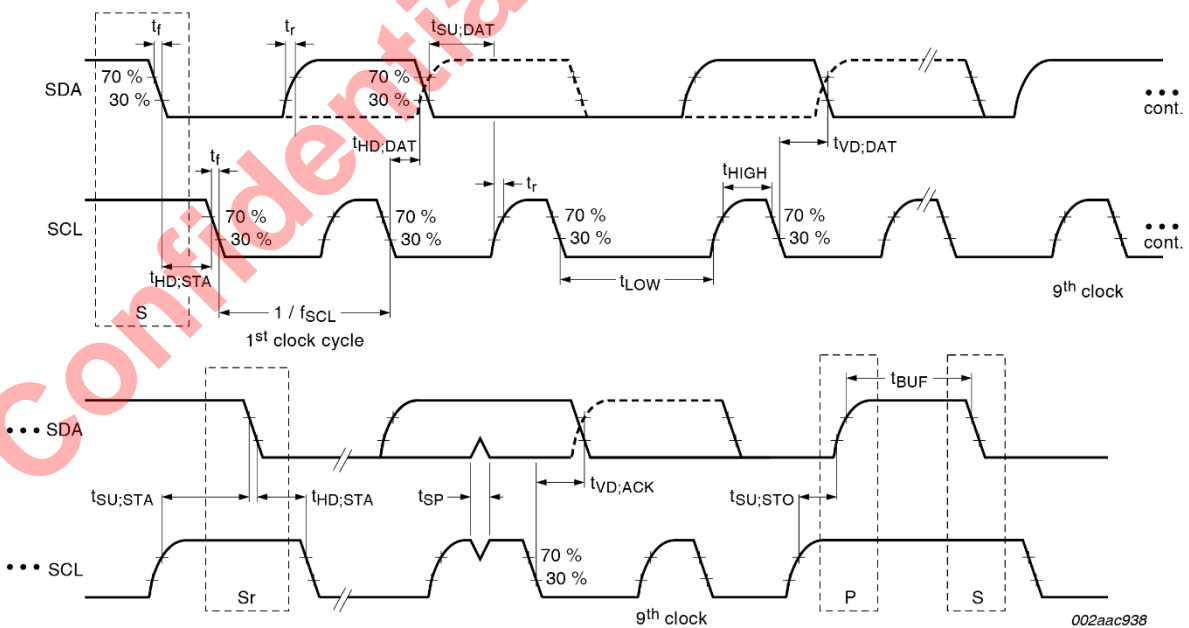 tf
tr
tSU;DAT
SDA
70 %
30 %
70 %
30 %
cont.
tHD;DAT
tVD;DAT
tf
tr
tHIGH
SCL
70 %
30 %
70 %
30 %
70 %
30 %
70 %
30 %
cont.
tHD;STA
tLOW
9th clock
S
1 / fSCL
1st clock cycle
Confidential
tBUF
SDA
tSU;STA
tHD;STA
tSP
tVD;ACK
tSU;STO
SCL
70 %
30 %
Sr
P
S
9th clock
002aac938